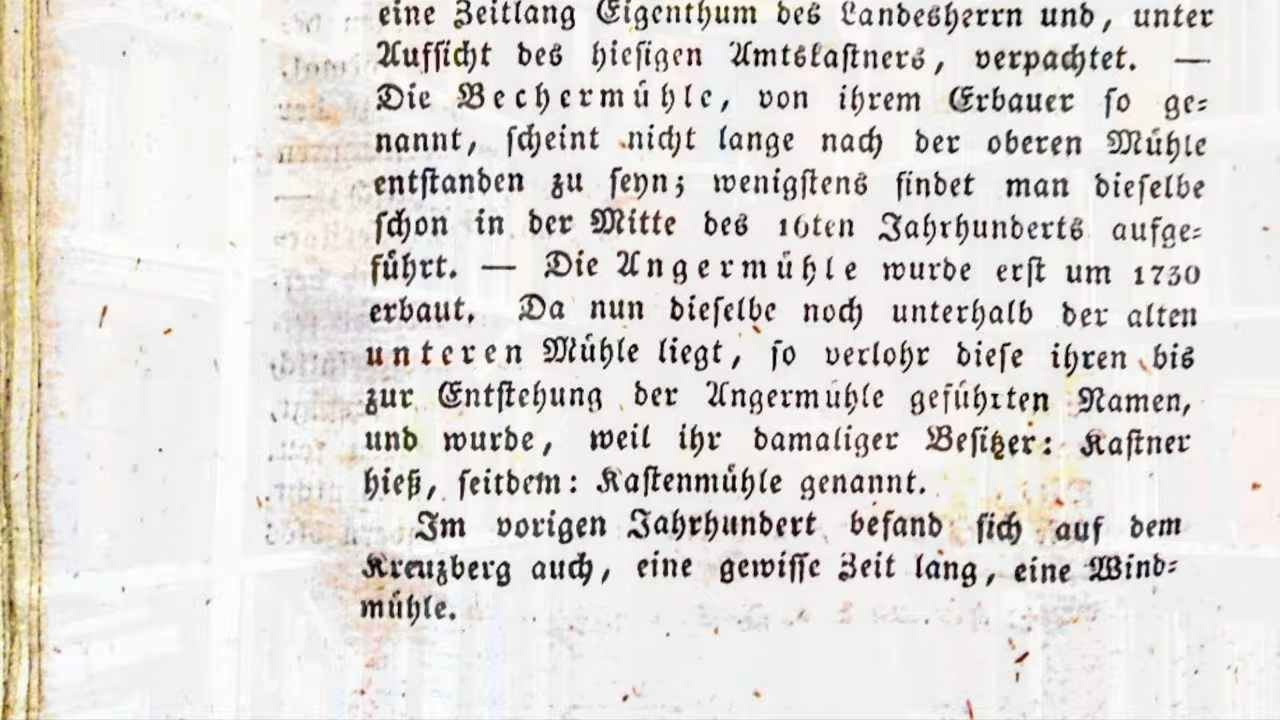 eine Zeitlang Eigenthum des Landesherrn und, unter
Aufsicht des hiesigen Amtskastners, verpachtet. —
Die Bechermühle, von ihrem Erbauer so ge-
nannt, scheint nicht lange nach der oberen Mühle
entstanden zu seyn; wenigstens findet man dieselbe
schon in der Mitte des 16ten Jahrhunderts aufge-
führt. — Die Angermühle wurde erst um 1730
erbaut. Da nun dieselbe noch unterhalb der alten
unteren Mühle liegt, so verlohr diese ihren bis
zur Entstehung der Angermühle geführten Namen,
und wurde, weil ihr damaliger Besitzer: Kastner
hieß, seitdem: Kastenmühle genannt.
Im vorigen Jahrhundert befand sich auf dem
Kreuzberg auch, eine gewisse Zeit lang, eine Wind-
mühle.